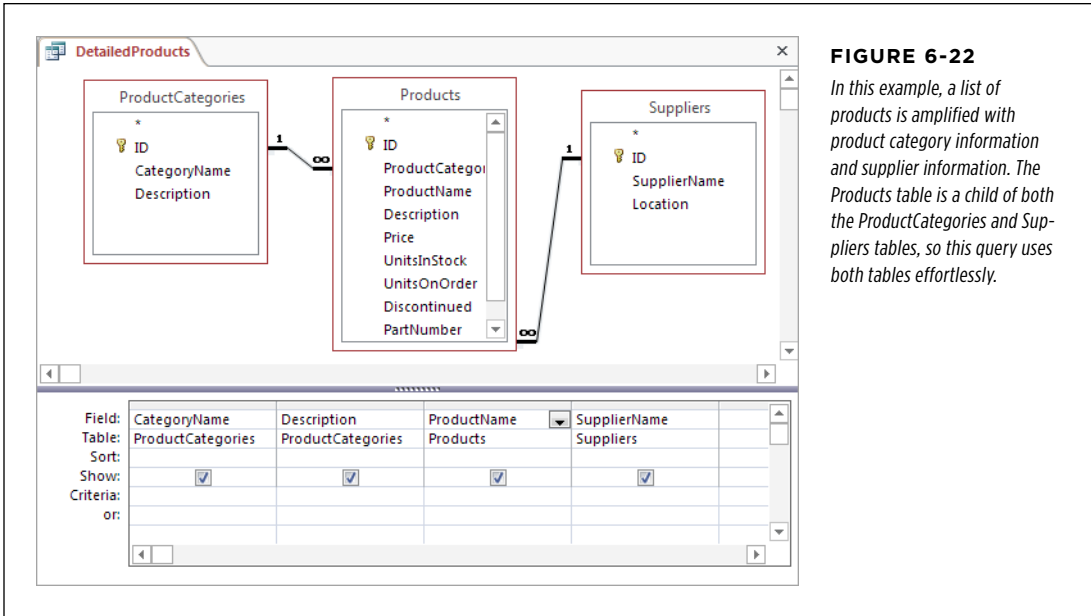 DetailedProducts
ProductCategories
*
ID
CategoryName
Description
1
∞
Products
*
ID
ProductCategor
ProductName
Description
Price
UnitsInStock
UnitsOnOrder
Discontinued
PartNumber
∞
1
Suppliers
*
ID
SupplierName
Location
Field: CategoryName Description ProductName SupplierName
Table: ProductCategories ProductCategories Products Suppliers
Sort:
Show:
Criteria:
or:
FIGURE 6-22
In this example, a list of
products is amplified with
product category information
and supplier information. The
Products table is a child of both
the ProductCategories and Sup-
pliers tables, so this query uses
both tables effortlessly.